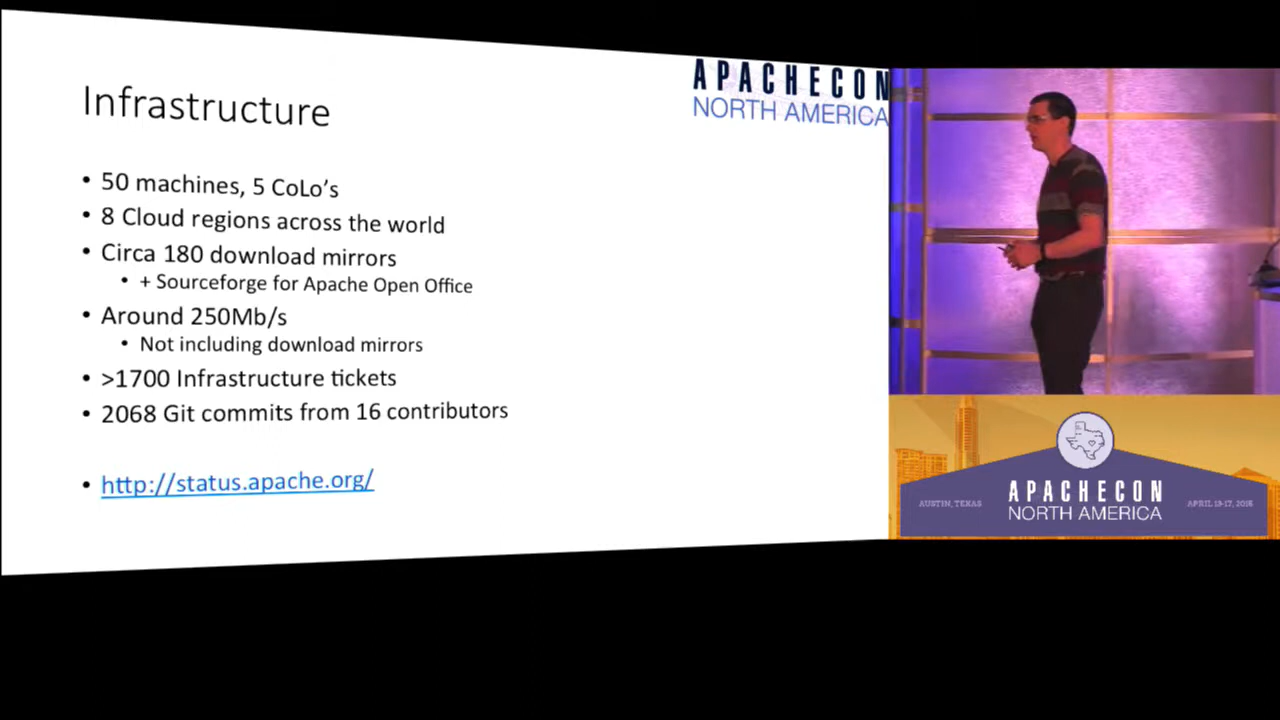 Infrastructure
APACHECON
NORTH AMERICA
• 50 machines, 5 CoLo's
• 8 Cloud regions across the world
• Circa 180 download mirrors
• + Sourceforge for Apache Open Office
• Around 250Mb/s
• Not including download mirrors
• >1700 Infrastructure tickets
• 2068 Git commits from 16 contributors
• http://status.apache.org/
AUSTIN, TEXAS
APACHECON
NORTH AMERICA
APRIL 13-17, 2015